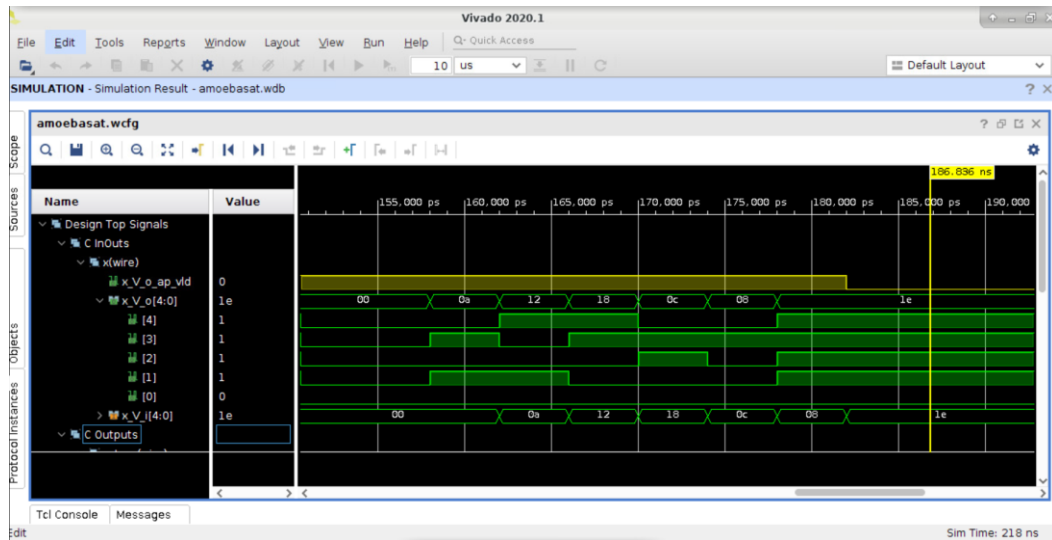 Vivado 2020.1
File Edit Tools Reports Window Layout View Run Help Q- Quick Access
10 us Default Layout
SIMULATION - Simulation Result - amoebasat.wdb ? X
amoebasat.wcfg ?
186.836 ns
Name Value 155,000 ps 160,000 ps 165,000 ps 170,000 ps 175,000 ps 180,000 ps 185,000 ps 190,000
Design Top Signals
C InOuts
x(wire)
x_V_o_ap_vld 0
x_V_o[4:0] 1e 00 0a 12 18 0c 08 1e
[4] 1
[3] 1
[2] 1
[1] 1
[0] 0
x_V_i[4:0] 1e 00 0a 12 18 0c 08 1e
C Outputs
Scope
Sources
Objects
Protocol Instances
Tcl Console Messages
Edit Sim Time: 218 ns